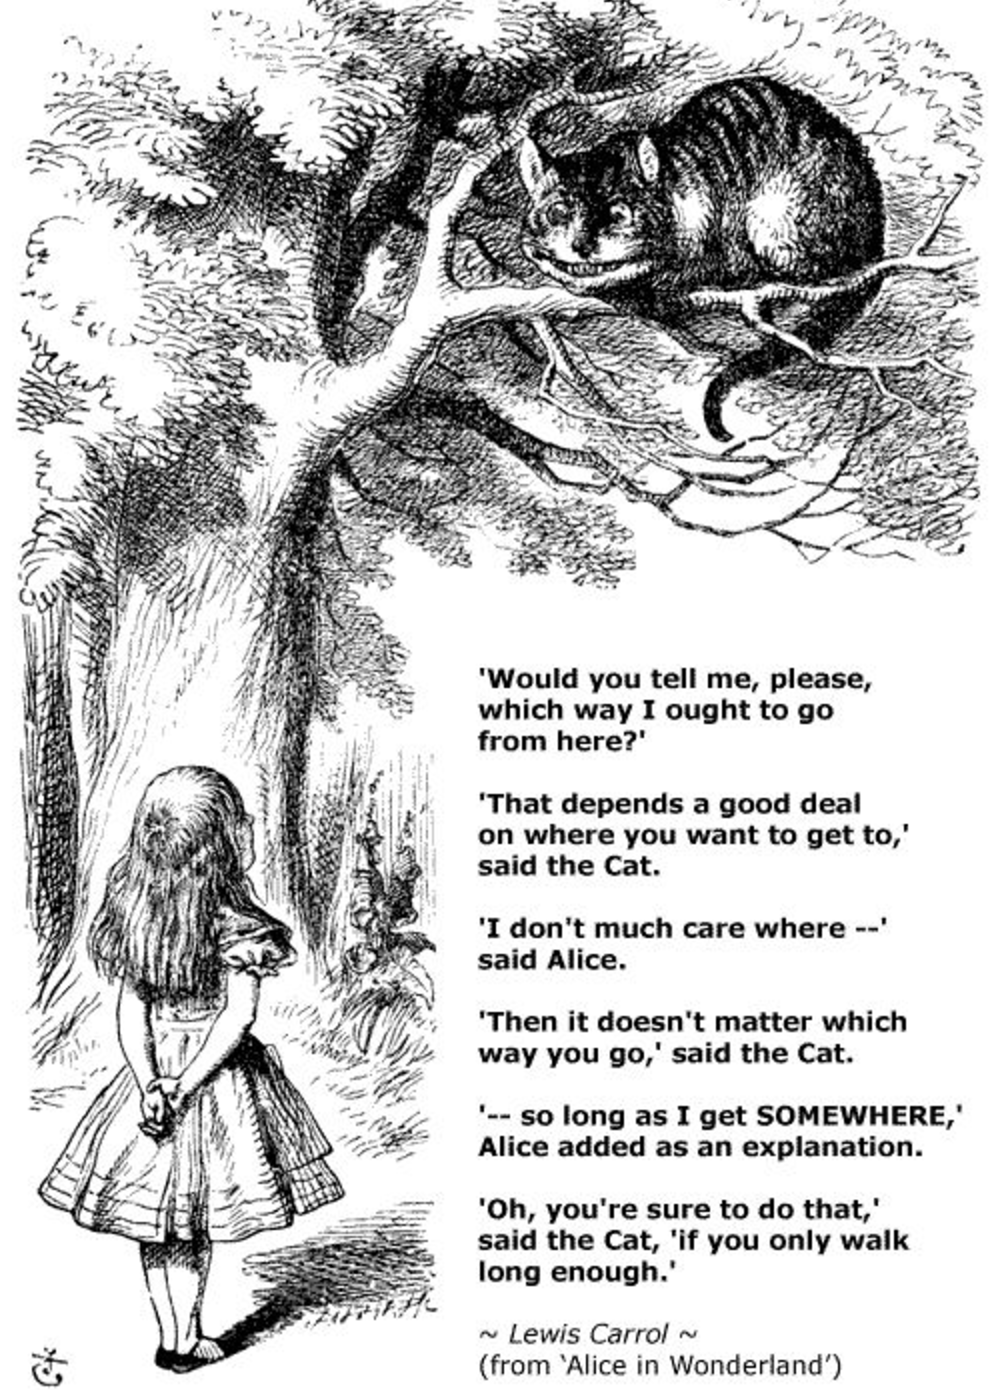 'Would you tell me, please,
which way I ought to go
from here?'
'That depends a good deal
on where you want to get to,'
said the Cat.
'I don't much care where --'
said Alice.
'Then it doesn't matter which
way you go,' said the Cat.
'-- so long as I get SOMEWHERE,'
Alice added as an explanation.
'Oh, you're sure to do that,'
said the Cat, 'if you only walk
long enough.'
~ Lewis Carrol ~
(from ‘Alice in Wonderland’)